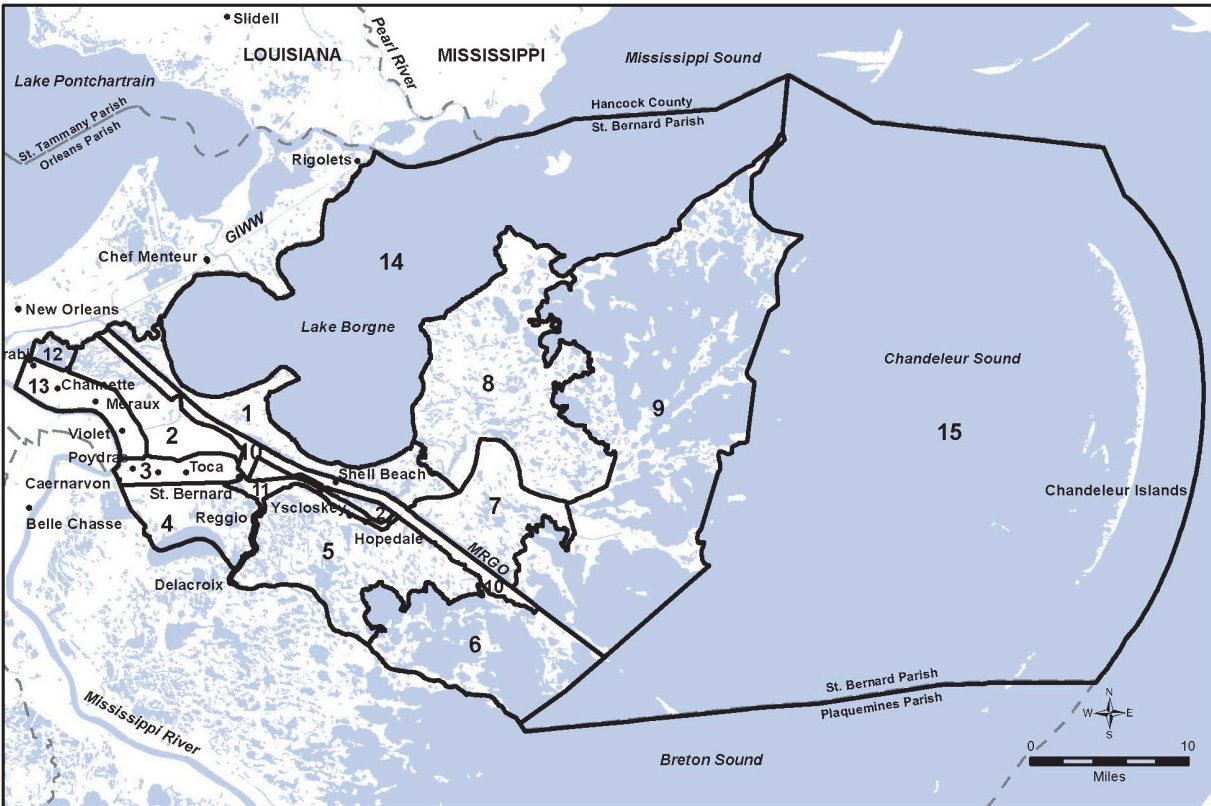 Slidell
LOUISIANA
MISSISSIPPI
Pearl River
Lake Pontchartrain
Mississippi Sound
St. Tammany Parish
Orleans Parish
Hancock County
St. Bernard Parish
Rigolets
GIWW
Chef Menteur
14
New Orleans
Lake Borgne
Chandeleur Sound
12
13
Chalmette
8
9
Meraux
1
15
Violet
2
10
Poydras
3
Toca
Shell Beach
Caernarvon
St. Bernard
11
Chandeleur Islands
Yscloskey
2
7
Belle Chasse
4
Reggio
Hopedale
5
MRGO
Delacroix
10
6
St. Bernard Parish
Plaquemines Parish
Mississippi River
Breton Sound
N
W
E
S
0
10
Miles